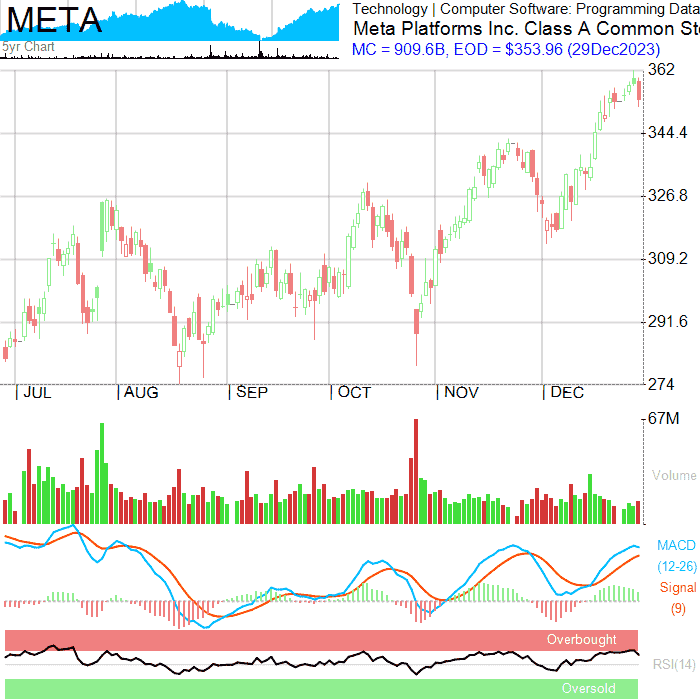 META
5yr Chart
Technology | Computer Software: Programming Data
Meta Platforms Inc. Class A Common St
MC = 909.6B, EOD = $353.96 (29Dec2023)
362
344.4
326.8
309.2
291.6
274
| JUL | AUG | SEP | OCT | NOV | DEC
67M
Volume
MACD
(12-26)
Signal
(9)
Overbought
RSI(14)
Oversold